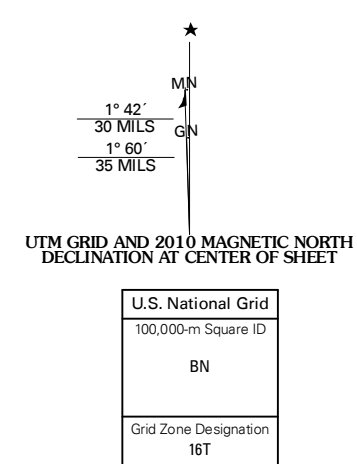 MN
1° 42´
30 MILS
GN
1° 60´
35 MILS
UTM GRID AND 2010 MAGNETIC NORTH
DECLINATION AT CENTER OF SHEET
U.S. National Grid
100,000-m Square ID
BN
Grid Zone Designation
16T